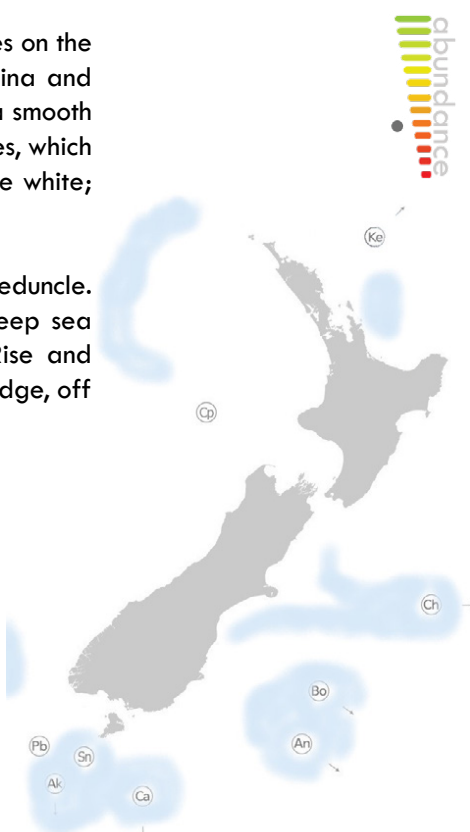 es on the
ina and
a smooth
es, which
e white;
eduncle.
eep sea
Rise and
dge, off
abundance
Ke
Cp
Ch
Bo
An
Pb
Sn
Ak
Ca